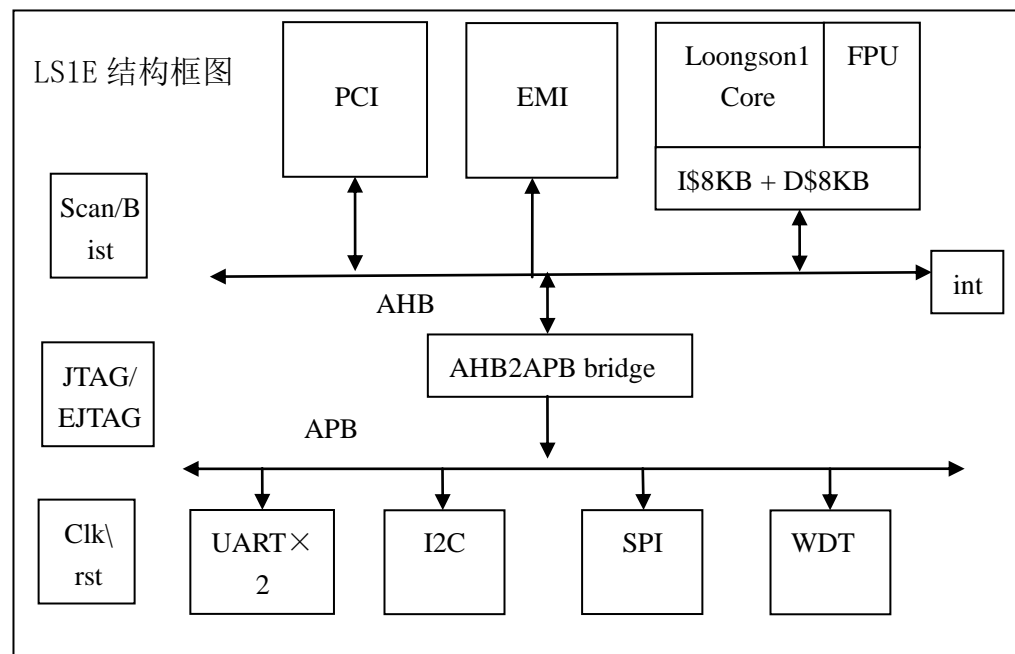 LS1E 结构框图
PCI
EMI
Loongson1
Core
FPU
I$8KB + D$8KB
Scan/B
ist
AHB
int
JTAG/
EJTAG
AHB2APB bridge
APB
Clk\
rst
UART×
2
I2C
SPI
WDT